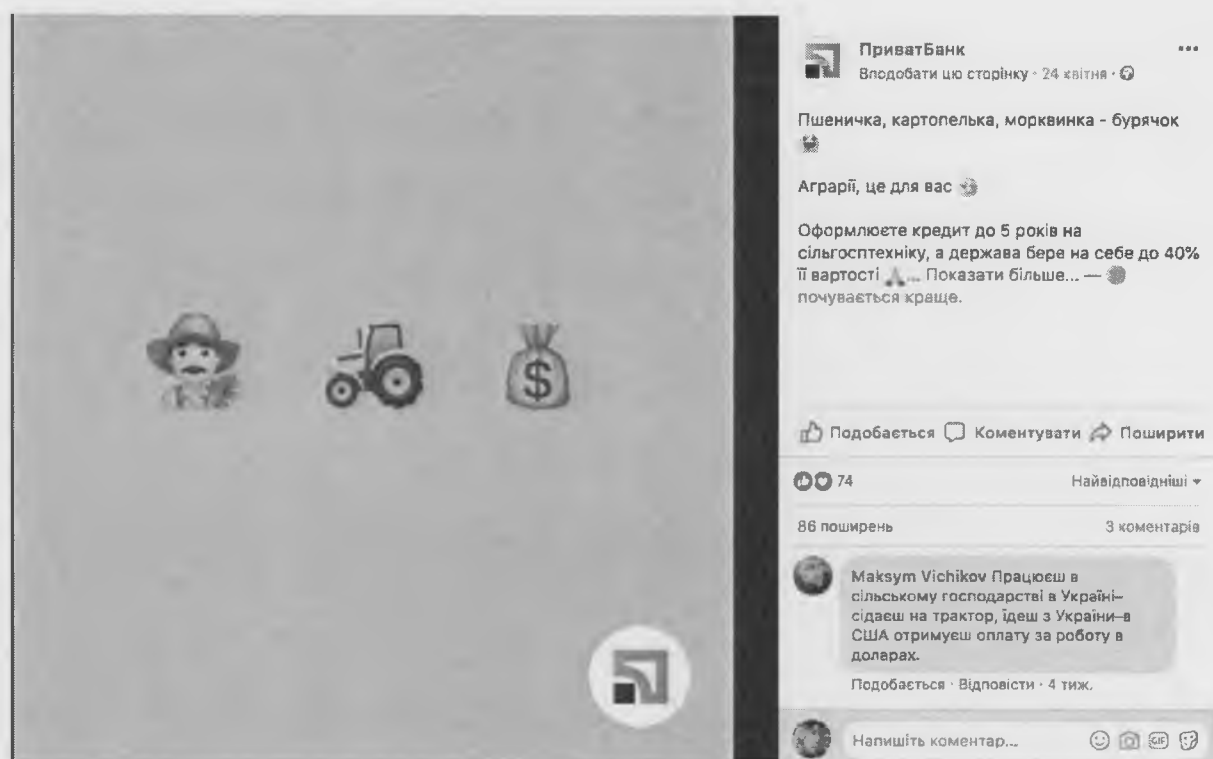 ПриватБанк
Вподобати цю сторінку · 24 квітня ·
Пшеничка, картопелька, морквинка - бурячок
Аграрії, це для вас
Оформлюєте кредит до 5 років на
сільгосптехніку, а держава бере на себе до 40%
її вартості ... Показати більше... —
почувається краще.
Подобається Коментувати Поширити
74 Найвідповідніші
86 поширень 3 коментарів
Maksym Vichikov Працюєш в
сільському господарстві в Україні–
сідаєш на трактор, їдеш з України–в
США отримуєш оплату за роботу в
доларах.
Подобається · Відповісти · 4 тиж.
Напишіть коментар... GIF
$